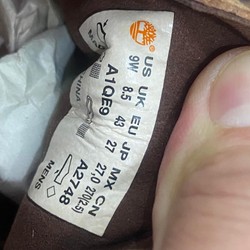 US UK EU JP MX CN
9W 8.5 43 27 27,0 270(2.5)
A1QE9 A2748
MENS